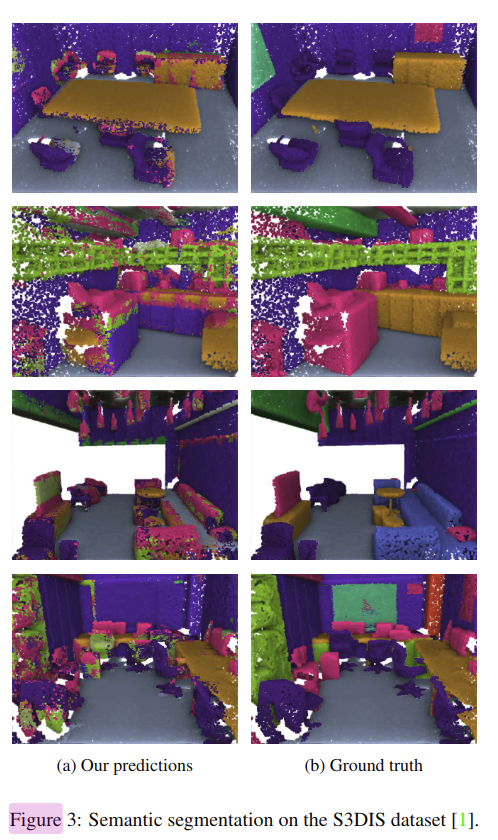 (a) Our predictions
(b) Ground truth
Figure 3: Semantic segmentation on the S3DIS dataset [1].